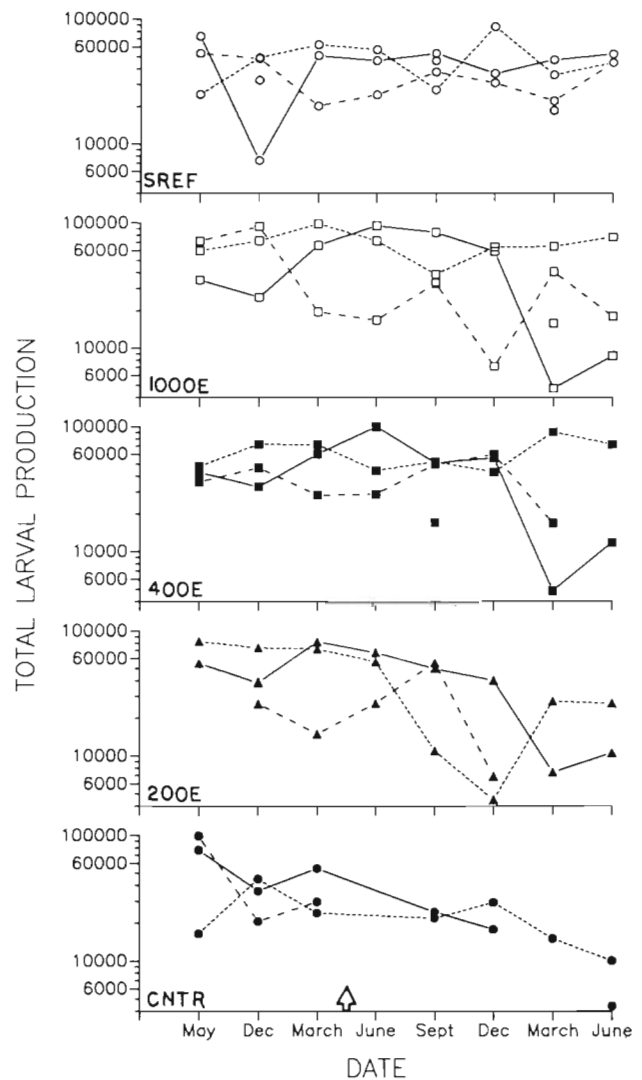 100000
60000
10000
6000
SREF
100000
60000
10000
6000
1000E
100000
60000
10000
6000
400E
100000
60000
10000
6000
200E
100000
60000
10000
6000
CNTR
TOTAL LARVAL PRODUCTION
May Dec March June Sept Dec March June
DATE